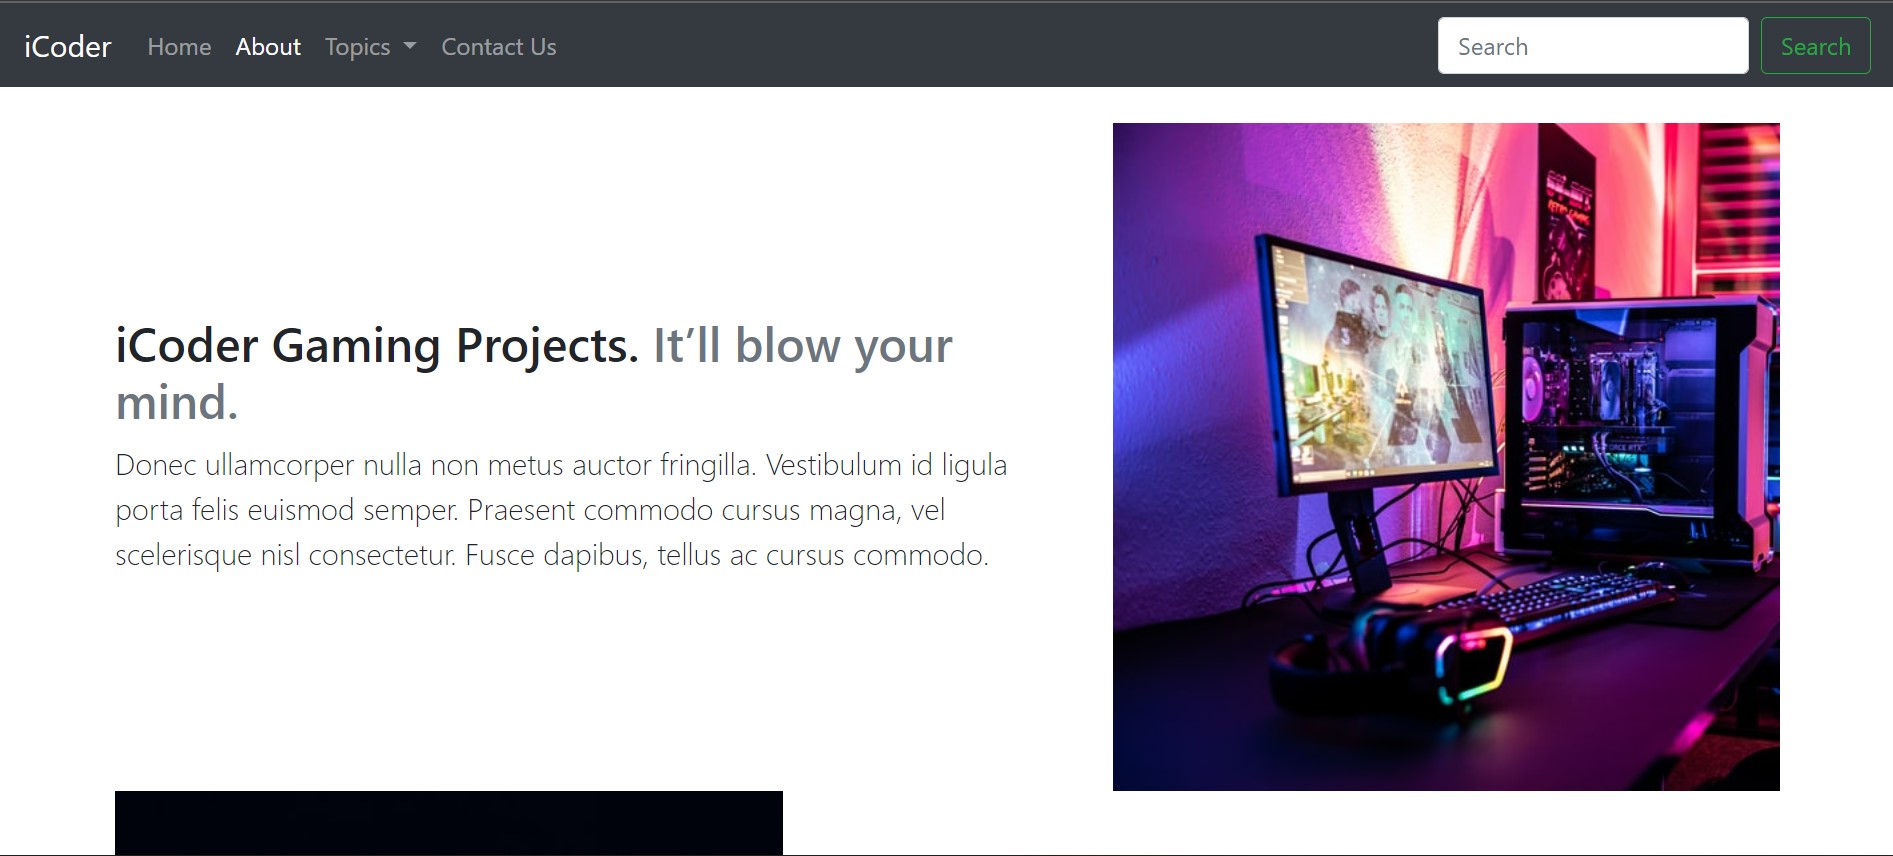 iCoder Home About Topics Contact Us Search Search
RETRO GAMING
iCoder Gaming Projects. It’ll blow your
mind.
Donec ullamcorper nulla non metus auctor fringilla. Vestibulum id ligula
porta felis euismod semper. Praesent commodo cursus magna, vel
scelerisque nisl consectetur. Fusce dapibus, tellus ac cursus commodo.